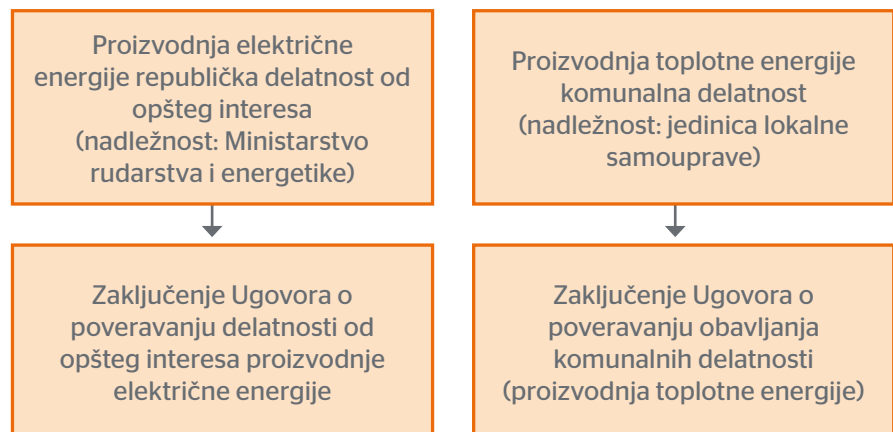 Proizvodnja električne
energije republička delatnost od
opšteg interesa
(nadležnost: Ministarstvo
rudarstva i energetike)
Proizvodnja toplotne energije
komunalna delatnost
(nadležnost: jedinica lokalne
samouprave)
Zaključenje Ugovora o
poveravanju delatnosti od
opšteg interesa proizvodnje
električne energije
Zaključenje Ugovora o
poveravanju obavljanja
komunalnih delatnosti
(proizvodnja toplotne energije)